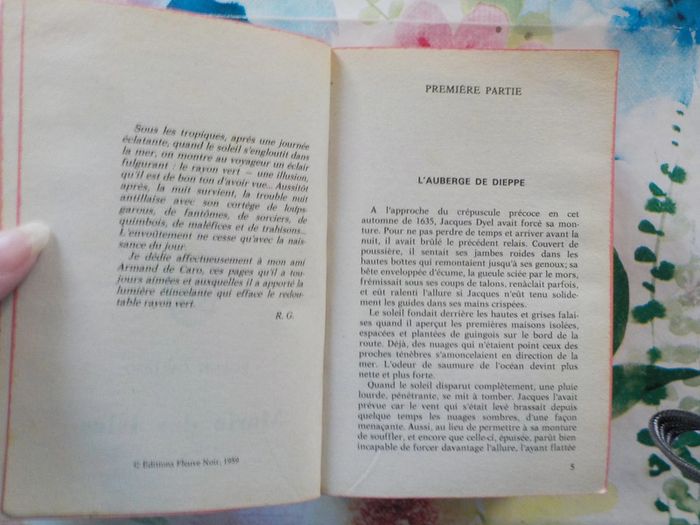 Sous les tropiques, après une journée
éclatante, quand le soleil s'engloutit dans
la mer, on montre au voyageur un éclair
fulgurant : le rayon vert — une illusion,
qu'il est de bon ton d'avoir vue... Aussitôt
après, la nuit survient, la trouble nuit
antillaise avec son cortège de loups-
garous, de fantômes, de sorciers, de
quimbois, de maléfices et de trahisons...
L'envoûtement ne cesse qu'avec la nais-
sance du jour.
Je dédie affectueusement à mon ami
Armand de Caro, ces pages qu'il a tou-
jours aimées et auxquelles il a apporté la
lumière étincelante qui efface le redou-
table rayon vert.
R. G.
© Editions Fleuve Noir, 1989
PREMIÈRE PARTIE
L'AUBERGE DE DIEPPE
A l'approche du crépuscule précoce en cet
automne de 1635, Jacques Dyel avait forcé sa mon-
ture. Pour ne pas perdre de temps et arriver avant la
nuit, il avait brûlé le précédent relais. Couvert de
poussière, il sentait ses jambes roides dans les
hautes bottes qui remontaient jusqu'à ses genoux; sa
bête enveloppée d'écume, la gueule sciée par le mors,
frémissait sous ses coups de talons, renâclait parfois,
et eût ralenti l'allure si Jacques n'eût tenu solide-
ment les guides dans ses mains crispées.
Le soleil fondait derrière les hautes et grises falai-
ses quand il aperçut les premières maisons isolées,
espacées et plantées de guingois sur le bord de la
route. Déjà, des nuages qui n'étaient point ceux des
proches ténèbres s'amoncelaient en direction de la
mer. L'odeur de saumure de l'océan devint plus
nette et plus forte.
Quand le soleil disparut complètement, une pluie
lourde, pénétrante, se mit à tomber. Jacques l'avait
prévue car le vent qui s'était levé brassait depuis
quelque temps les nuages sombres, d'une façon
menaçante. Aussi, au lieu de permettre à sa monture
de souffler, et encore que celle-ci, épuisée, parût bien
incapable de forcer davantage l'allure, l'ayant flattée
5